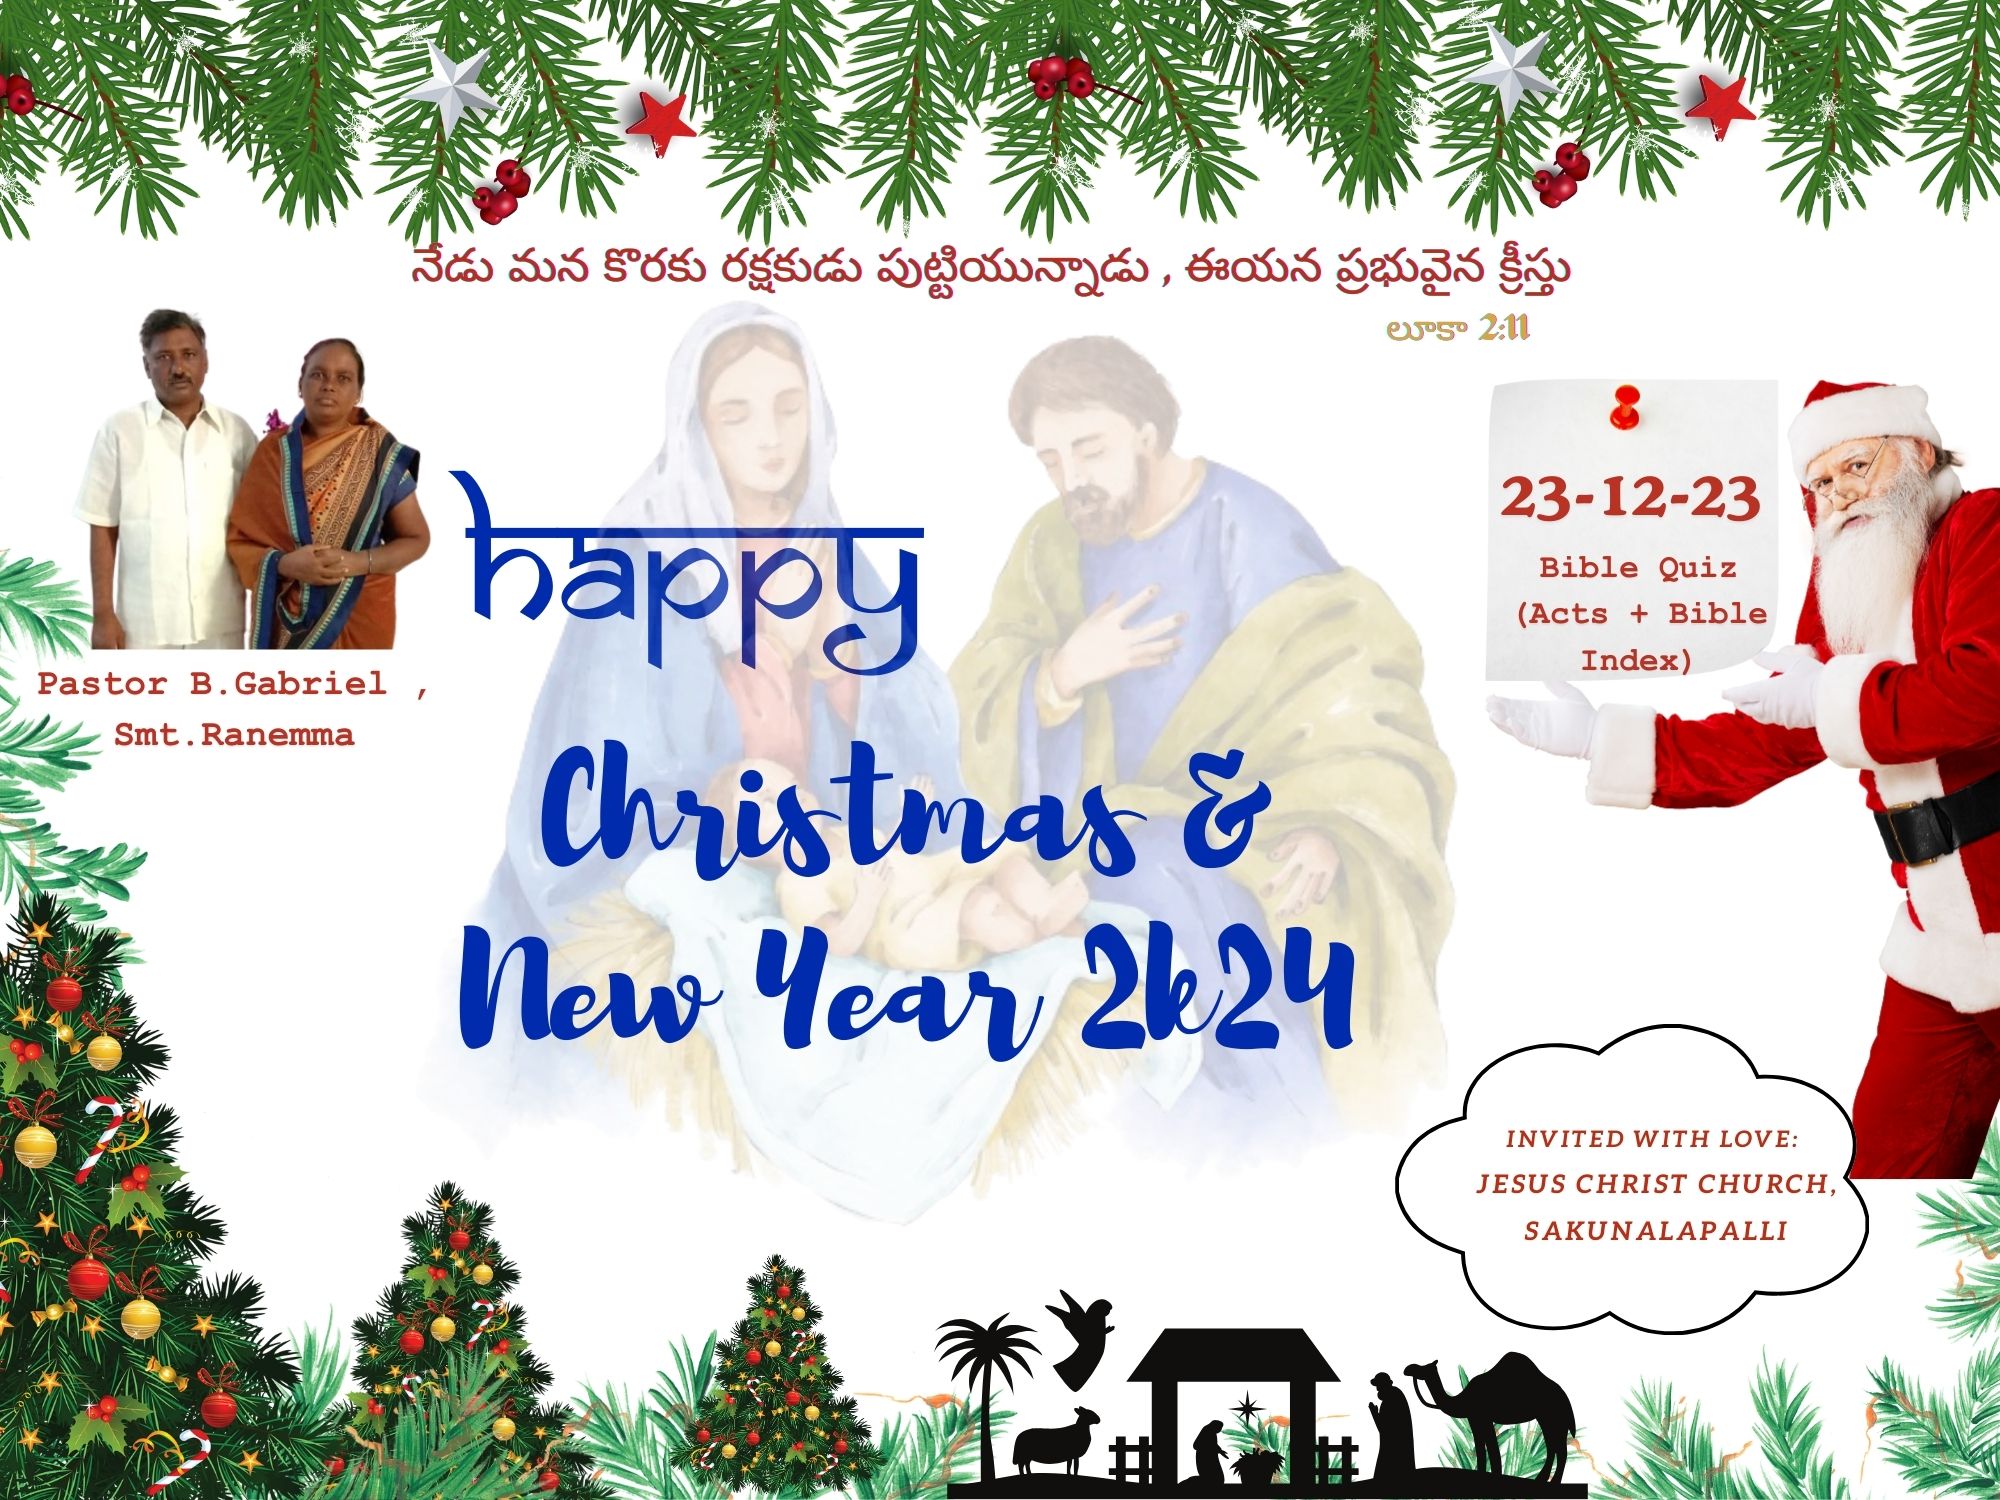 నేడు మన కొరకు రక్షకుడు పుట్టియున్నాడు , ఈయన ప్రభువైన క్రీస్తు
లూకా 2:11
Pastor B.Gabriel ,
Smt.Ranemma
happy
Christmas &
New Year 2k24
23-12-23
Bible Quiz
(Acts + Bible
Index)
INVITED WITH LOVE:
JESUS CHRIST CHURCH,
SAKUNALAPALLI